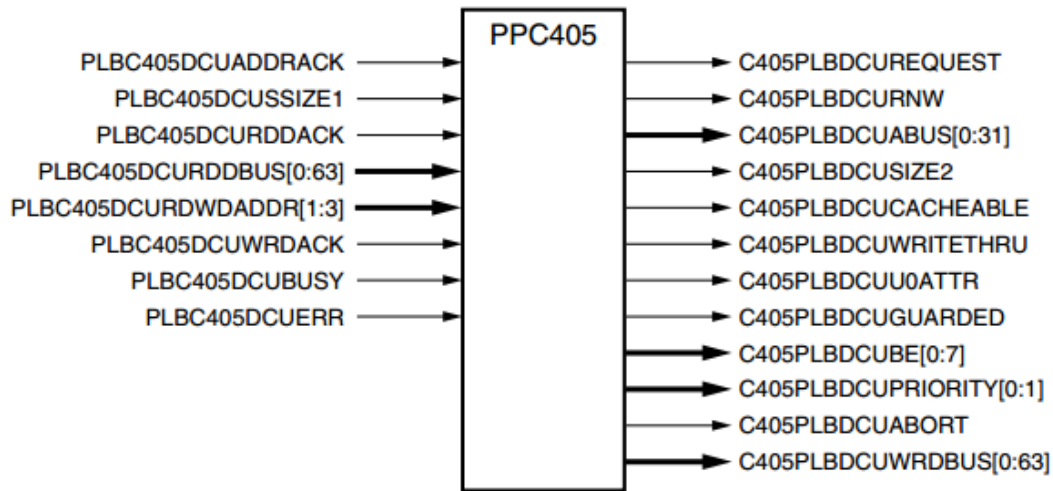 PPC405
PLBC405DCUADDRACK
PLBC405DCUSSIZE1
PLBC405DCURDDACK
PLBC405DCURDDBUS[0:63]
PLBC405DCURDWDADDR[1:3]
PLBC405DCUWRDACK
PLBC405DCUBUSY
PLBC405DCUERR
C405PLBDCUREQUEST
C405PLBDCURNW
C405PLBDCUABUS[0:31]
C405PLBDCUSIZE2
C405PLBDCUCACHEABLE
C405PLBDCUWRITETHRU
C405PLBDCUU0ATTR
C405PLBDCUGUARDED
C405PLBDCUBE[0:7]
C405PLBDCUPRIORITY[0:1]
C405PLBDCUABORT
C405PLBDCUWRDBUS[0:63]